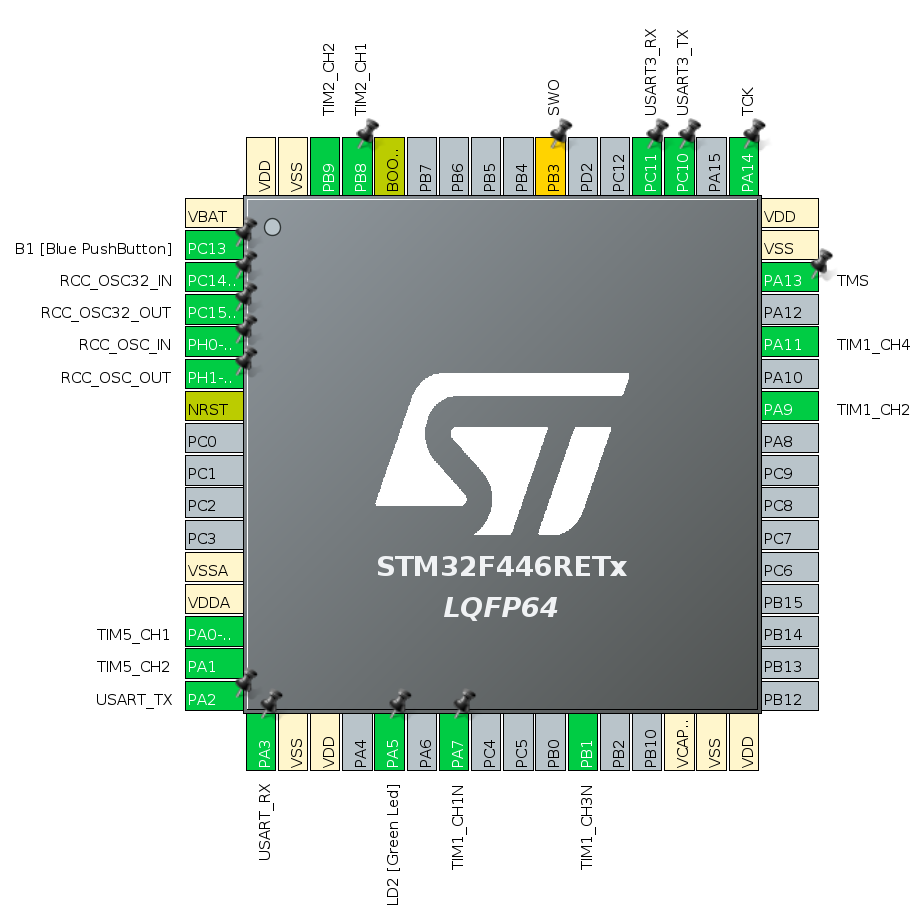 TIM2_CH2
TIM2_CH1
SWO
USART3_RX
USART3_TX
TCK
VDD
VSS
PB9
PB8
BOO..
PB7
PB6
PB5
PB4
PB3
PD2
PC12
PC11
PC10
PA15
PA14
VBAT
B1 [Blue PushButton] PC13
RCC_OSC32_IN PC14..
RCC_OSC32_OUT PC15..
RCC_OSC_IN PH0-..
RCC_OSC_OUT PH1-..
NRST
PC0
PC1
PC2
PC3
VSSA
VDDA
TIM5_CH1 PA0-..
TIM5_CH2 PA1
USART_TX PA2
ST
STM32F446RETx
LQFP64
VDD
VSS
PA13 TMS
PA12
PA11 TIM1_CH4
PA10
PA9 TIM1_CH2
PA8
PC9
PC8
PC7
PC6
PB15
PB14
PB13
PB12
PA3
VSS
VDD
PA4
PA5
PA6
PA7
PC4
PC5
PB0
PB1
PB2
PB10
VCAP..
VSS
VDD
USART_RX
LD2 [Green Led]
TIM1_CH1N
TIM1_CH3N